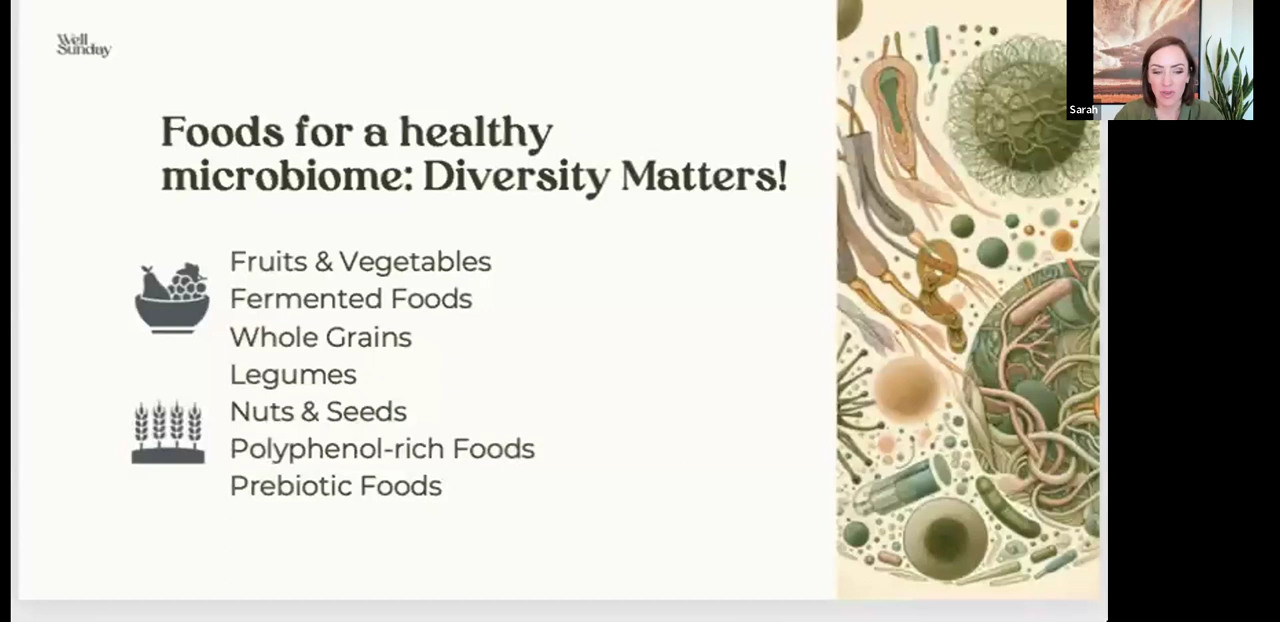 Well
Sunday
Sarah
Foods for a healthy
microbiome: Diversity Matters!
Fruits & Vegetables
Fermented Foods
Whole Grains
Legumes
Nuts & Seeds
Polyphenol-rich Foods
Prebiotic Foods